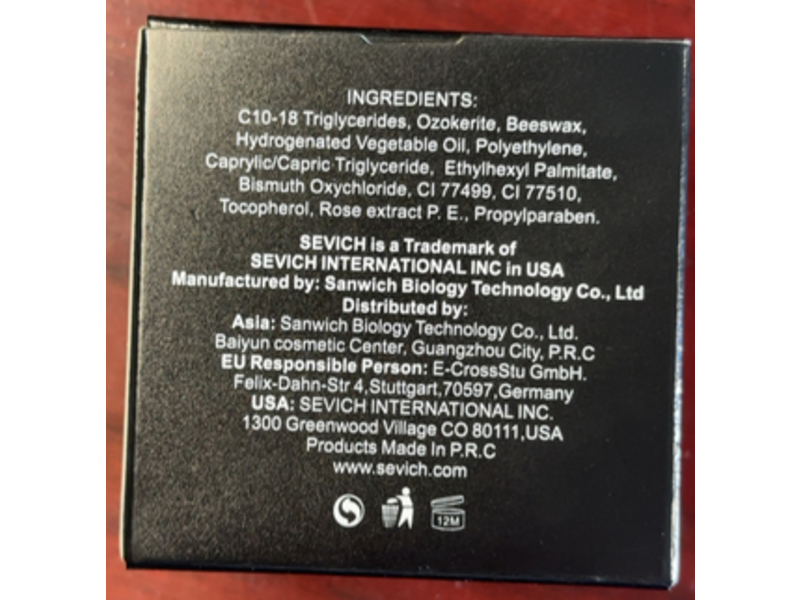 INGREDIENTS:
C10-18 Triglycerides, Ozokerite, Beeswax,
Hydrogenated Vegetable Oil, Polyethylene,
Caprylic/Capric Triglyceride, Ethylhexyl Palmitate,
Bismuth Oxychloride, CI 77499, CI 77510,
Tocopherol, Rose extract P. E., Propylparaben.
SEVICH is a Trademark of
SEVICH INTERNATIONAL INC in USA
Manufactured by: Sanwich Biology Technology Co., Ltd
Distributed by:
Asia: Sanwich Biology Technology Co., Ltd.
Baiyun cosmetic Center, Guangzhou City, P.R.C
EU Responsible Person: E-CrossStu GmbH.
Felix-Dahn-Str 4,Stuttgart,70597,Germany
USA: SEVICH INTERNATIONAL INC.
1300 Greenwood Village CO 80111,USA
Products Made In P.R.C
www.sevich.com
12M